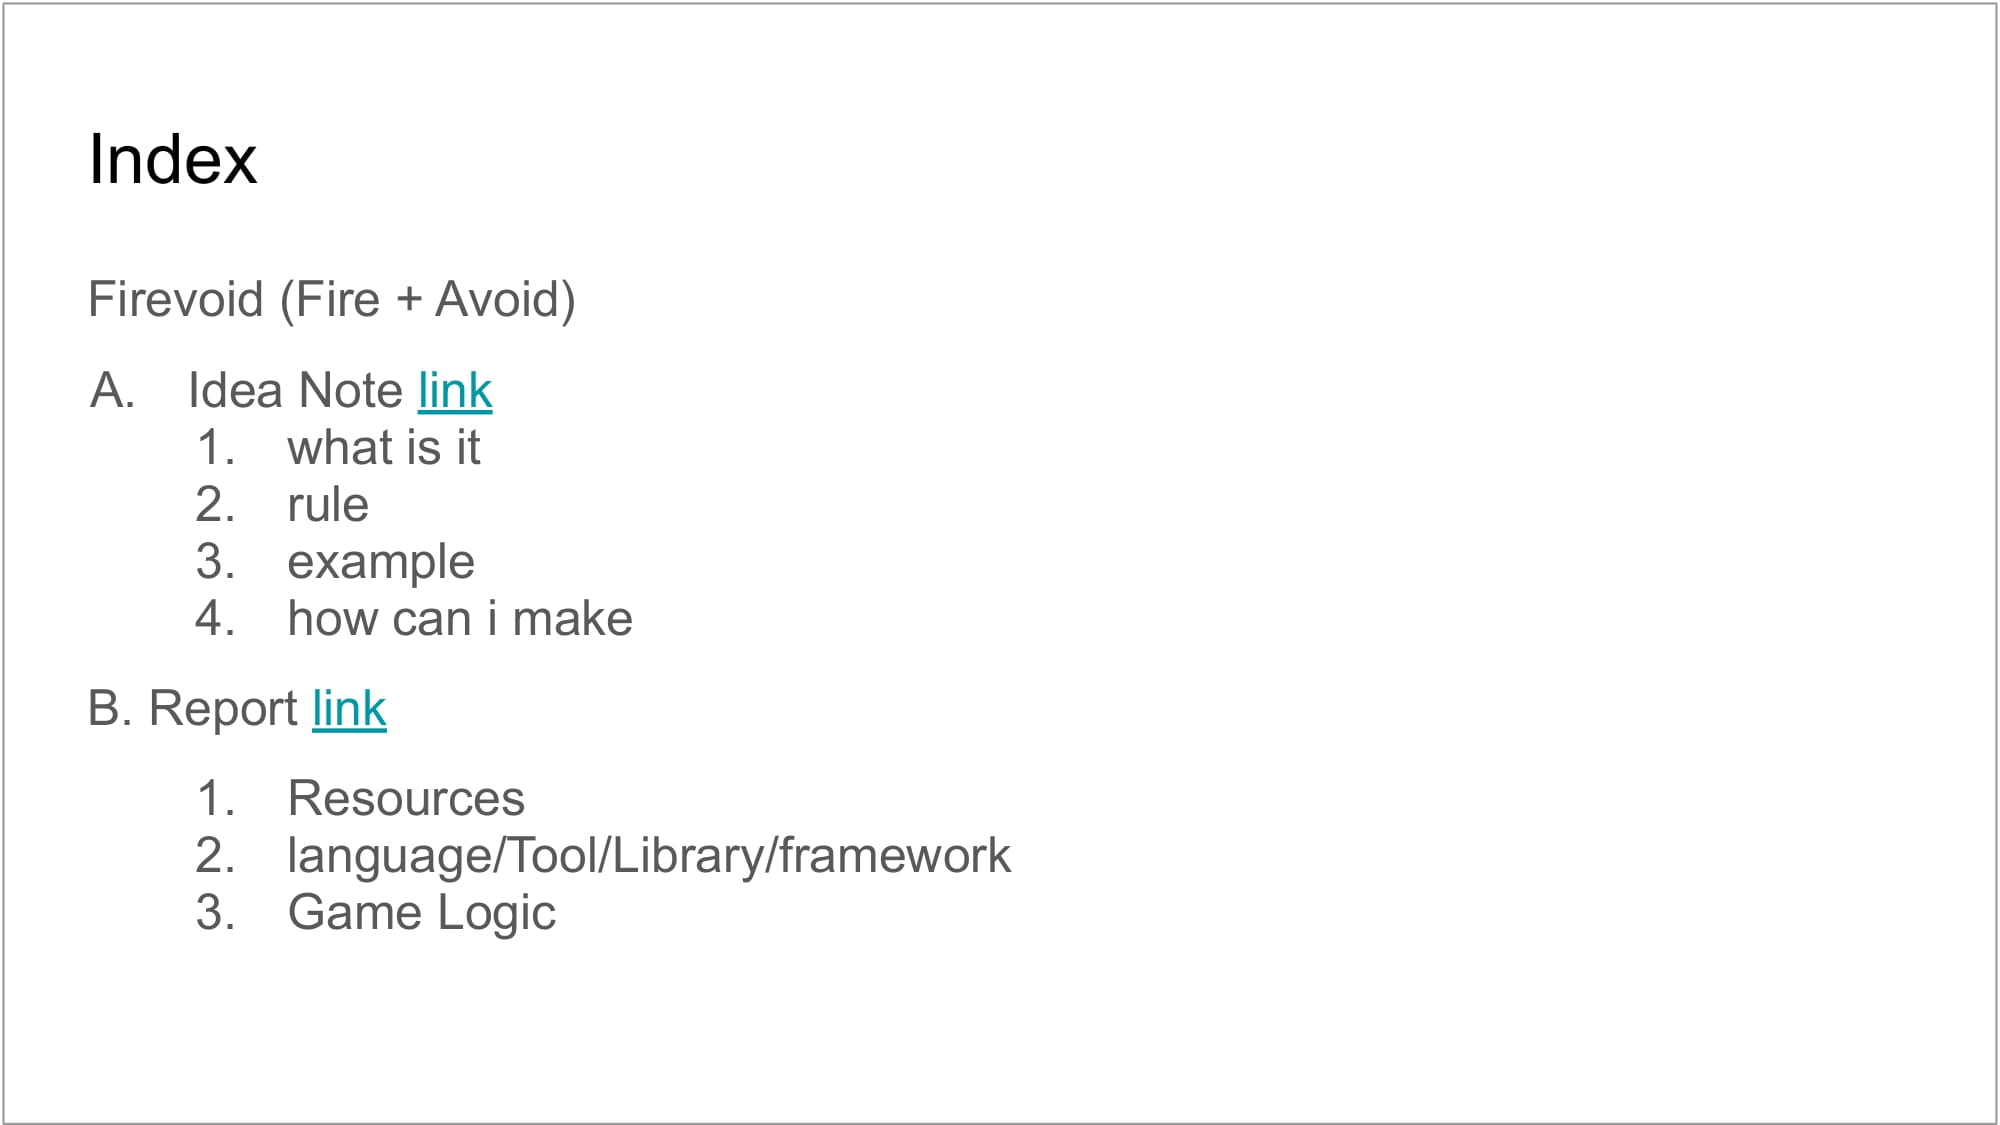 Index
Firevoid (Fire + Avoid)
A. Idea Note link
1. what is it
2. rule
3. example
4. how can i make
B. Report link
1. Resources
2. language/Tool/Library/framework
3. Game Logic